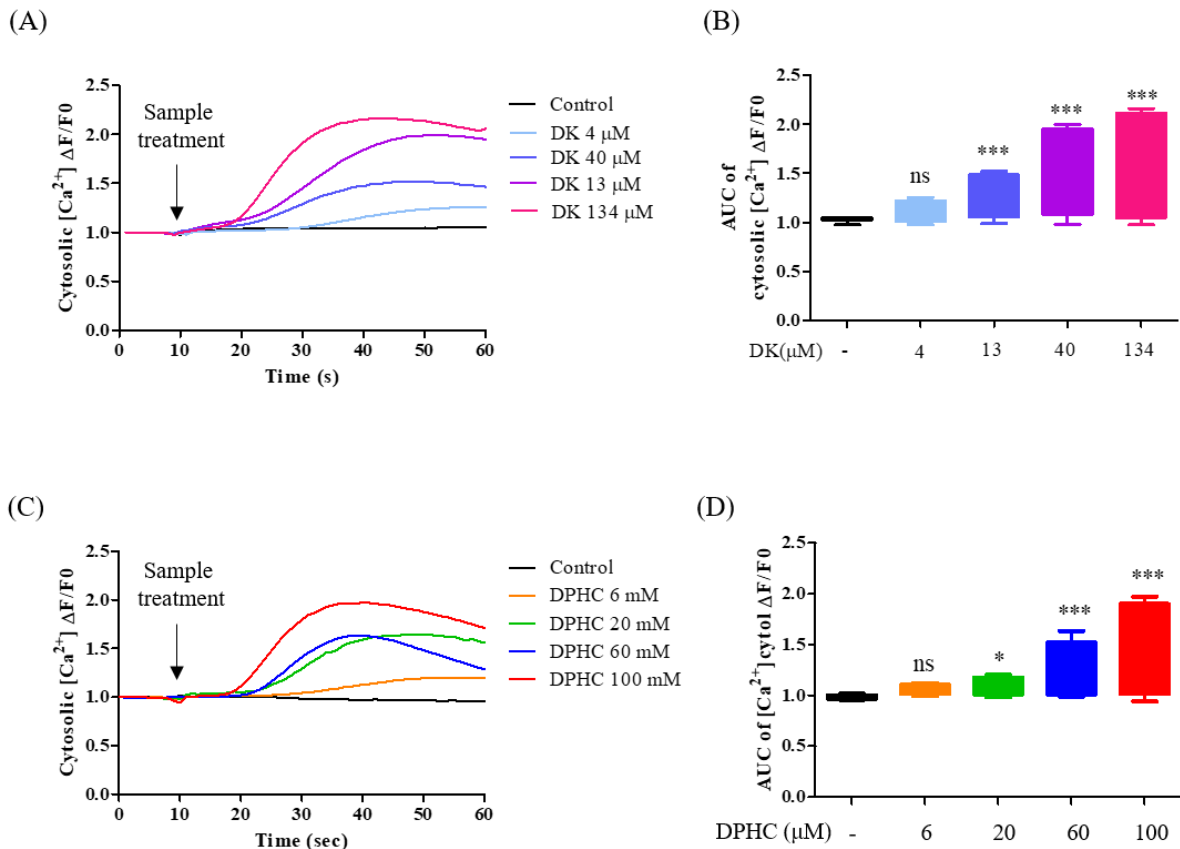 (A)
Cytosolic [Ca²⁺] ΔF/F0
2.5
2.0
1.5
1.0
0.5
0.0
Sample
treatment
0 10 20 30 40 50 60
Time (s)
Control
DK 4 μM
DK 40 μM
DK 13 μM
DK 134 μM
(B)
AUC of
cytosolic [Ca²⁺] ΔF/F0
2.5
2.0
1.5
1.0
0.5
0.0
ns
***
***
***
DK(μM) - 4 13 40 134
(C)
Cytosolic [Ca²⁺] ΔF/F0
2.5
2.0
1.5
1.0
0.5
0.0
Sample
treatment
0 10 20 30 40 50 60
Time (sec)
Control
DPHC 6 mM
DPHC 20 mM
DPHC 60 mM
DPHC 100 mM
(D)
AUC of [Ca²⁺] cytol ΔF/F0
2.5
2.0
1.5
1.0
0.5
0.0
ns
*
***
***
DPHC (μM) - 6 20 60 100